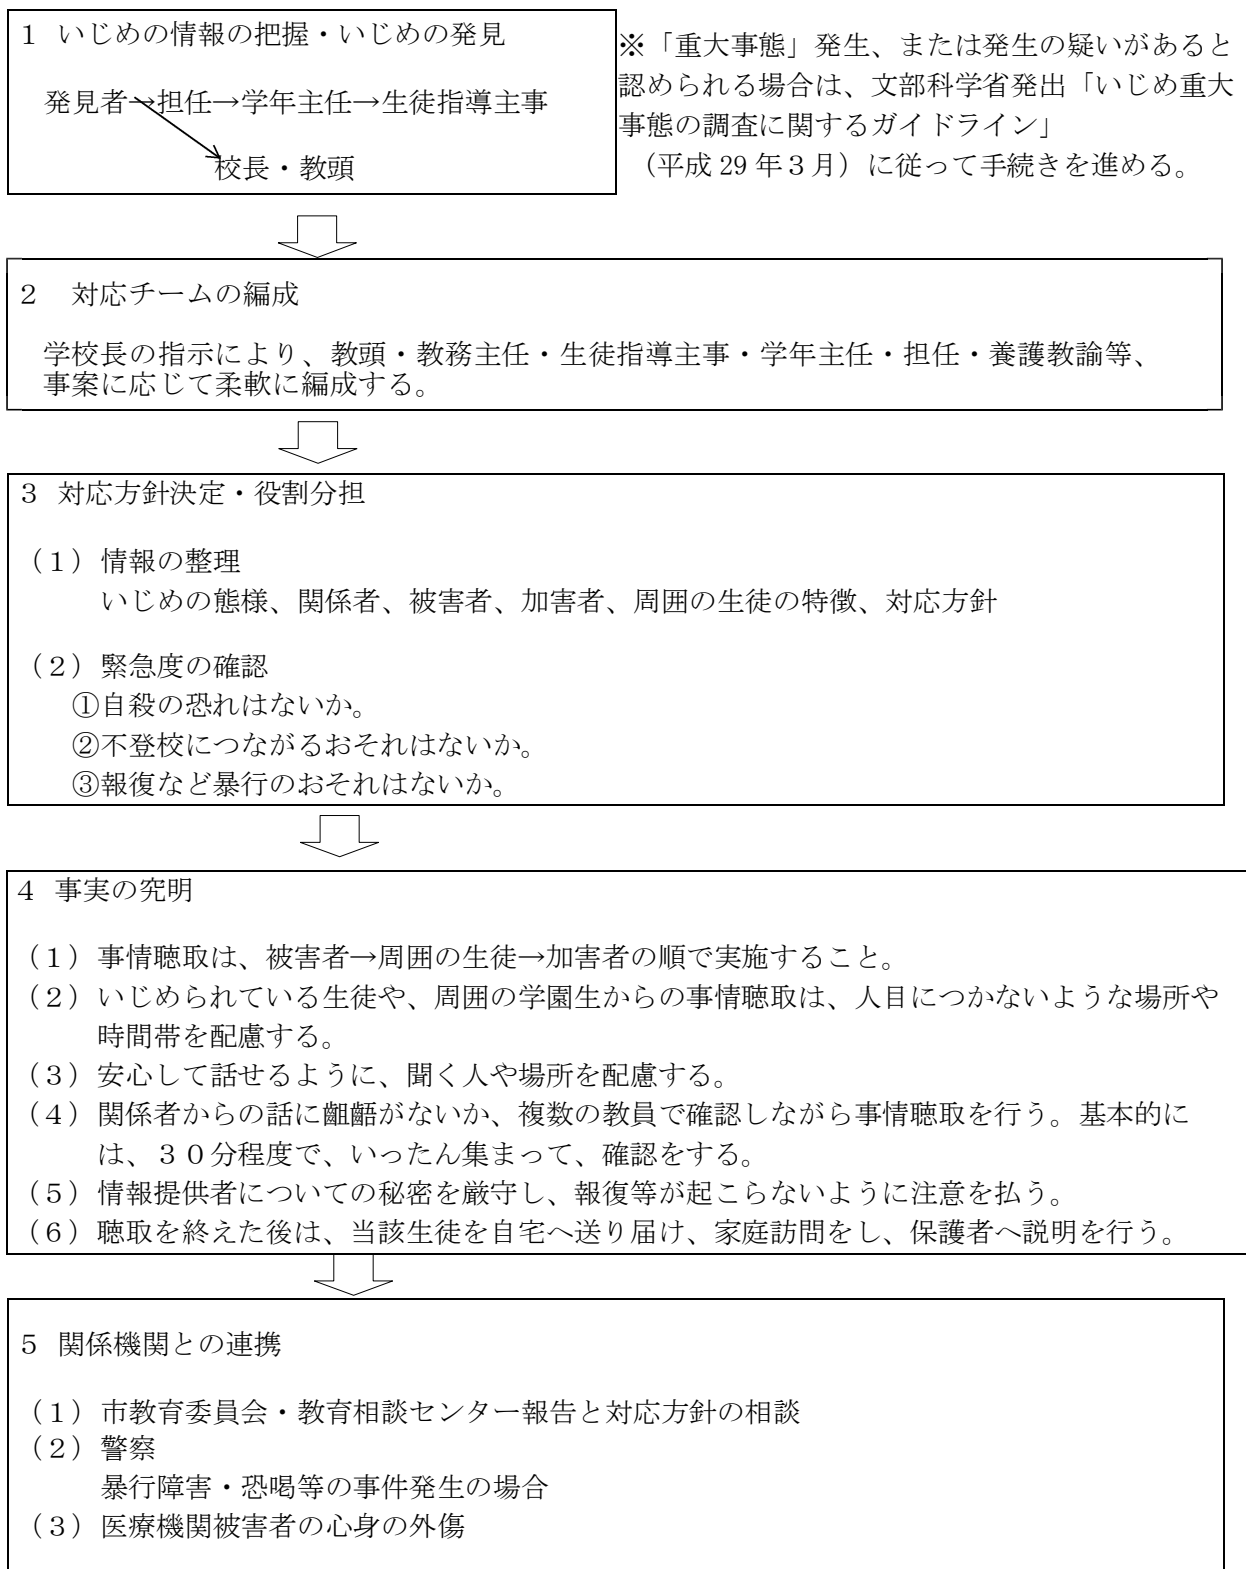 １ いじめの情報の把握・いじめの発見
発見者→担任→学年主任→生徒指導主事
校長・教頭
※「重大事態」発生、または発生の疑いがあると
認められる場合は、文部科学省発出「いじめ重大
事態の調査に関するガイドライン」
（平成 29 年３月）に従って手続きを進める。
２　対応チームの編成
学校長の指示により、教頭・教務主任・生徒指導主事・学年主任・担任・養護教諭等、
事案に応じて柔軟に編成する。
３ 対応方針決定・役割分担
（１）情報の整理
いじめの態様、関係者、被害者、加害者、周囲の生徒の特徴、対応方針
（２）緊急度の確認
①自殺の恐れはないか。
②不登校につながるおそれはないか。
③報復など暴行のおそれはないか。
４ 事実の究明
（１）事情聴取は、被害者→周囲の生徒→加害者の順で実施すること。
（２）いじめられている生徒や、周囲の学園生からの事情聴取は、人目につかないような場所や
時間帯を配慮する。
（３）安心して話せるように、聞く人や場所を配慮する。
（４）関係者からの話に齟齬がないか、複数の教員で確認しながら事情聴取を行う。基本的に
は、３０分程度で、いったん集まって、確認をする。
（５）情報提供者についての秘密を厳守し、報復等が起こらないように注意を払う。
（６）聴取を終えた後は、当該生徒を自宅へ送り届け、家庭訪問をし、保護者へ説明を行う。
５ 関係機関との連携
（１）市教育委員会・教育相談センター報告と対応方針の相談
（２）警察
暴行障害・恐喝等の事件発生の場合
（３）医療機関被害者の心身の外傷